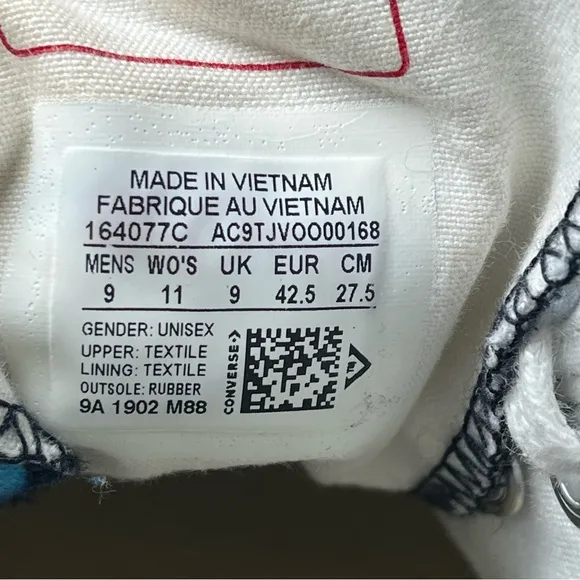 MADE IN VIETNAM
FABRIQUE AU VIETNAM
164077C AC9TJVOOO00168
MENS WO'S UK EUR CM
9 11 9 42.5 27.5
GENDER: UNISEX
UPPER: TEXTILE
LINING: TEXTILE
OUTSOLE: RUBBER
9A 1902 M88
CONVERSE